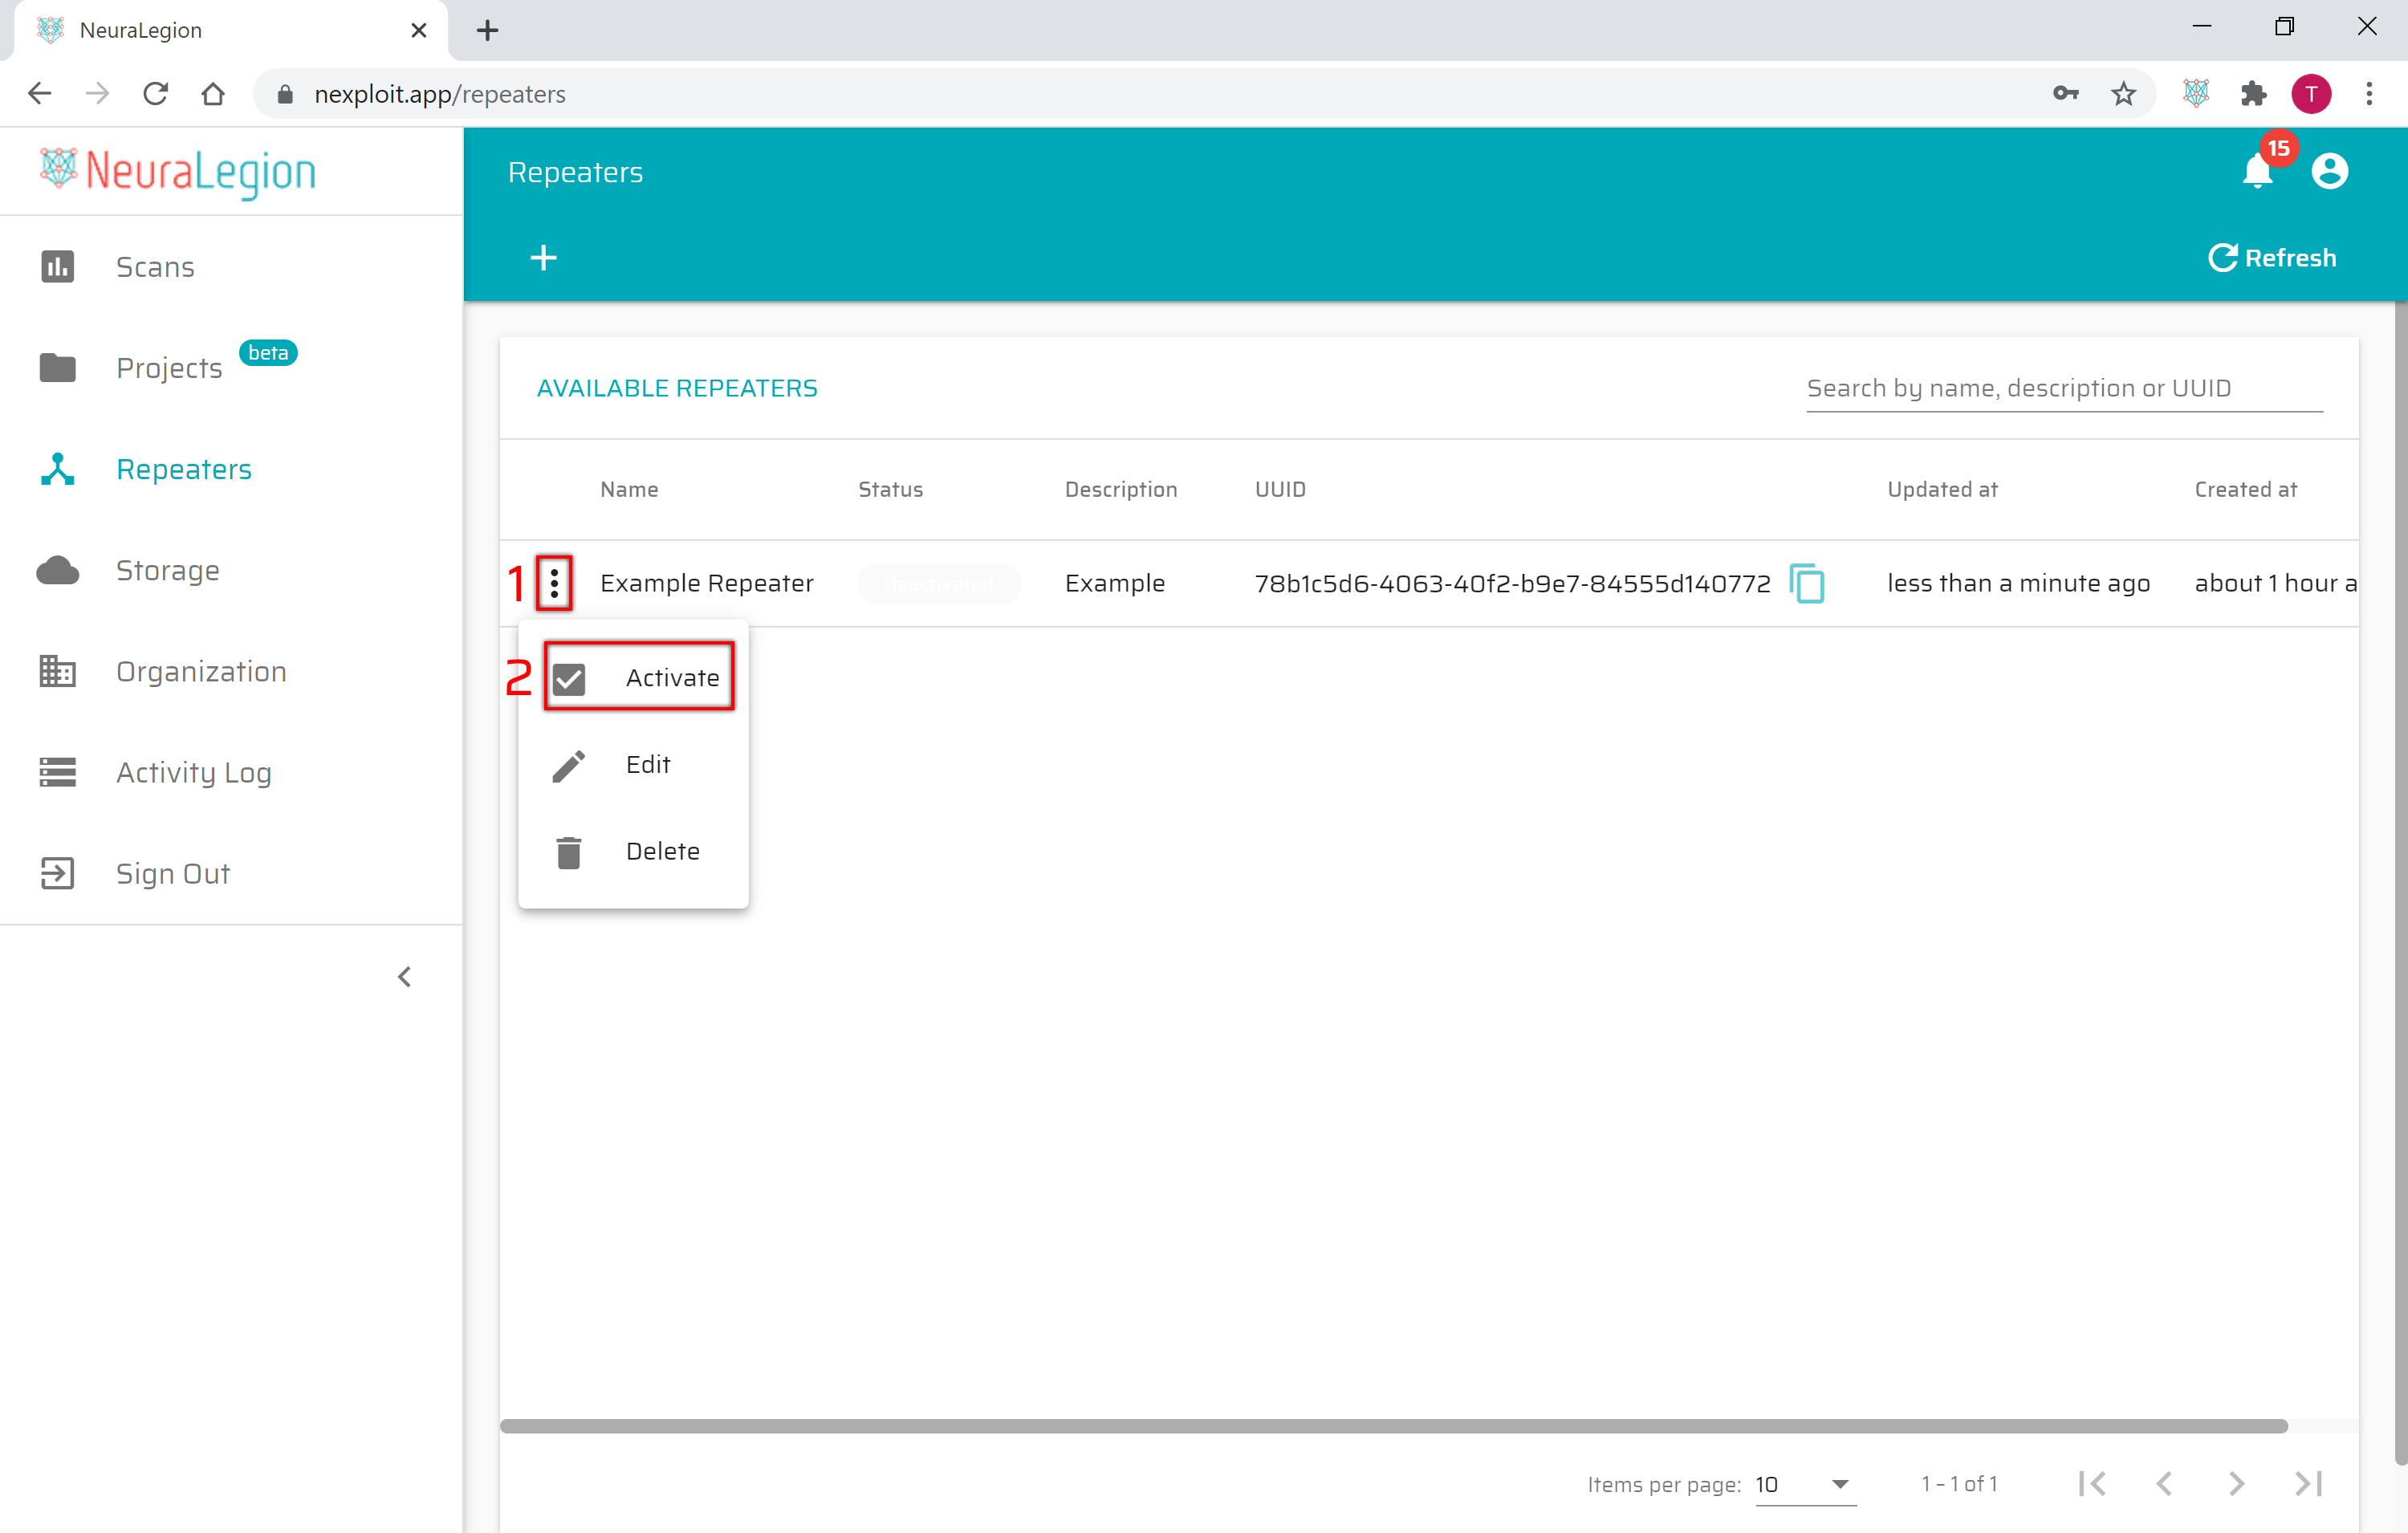 NeuraLegion
nexploit.app/repeaters
T
NeuraLegion
Repeaters
15
Refresh
Scans
Projects beta
Repeaters
Storage
Organization
Activity Log
Sign Out
AVAILABLE REPEATERS
Search by name, description or UUID
Name Status Description UUID Updated at Created at
1 Example Repeater deactivated Example 78b1c5d6-4063-40f2-b9e7-84555d140772 less than a minute ago about 1 hour a
2 Activate
Edit
Delete
Items per page: 10 1 – 1 of 1